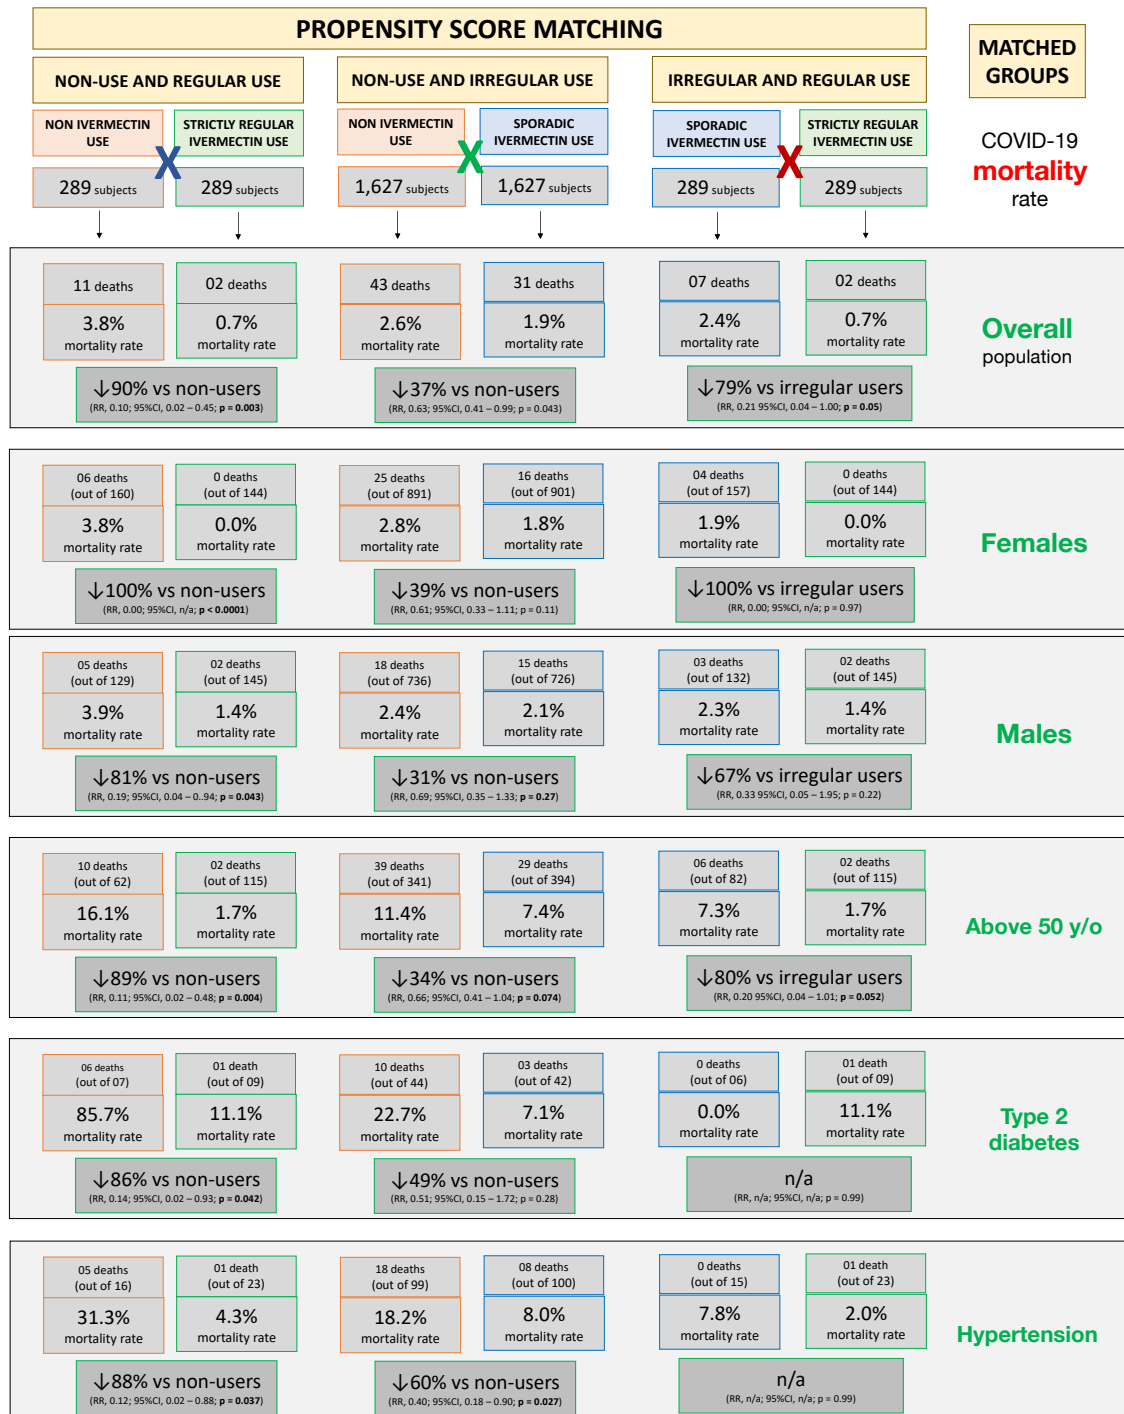 PROPENSITY SCORE MATCHING
MATCHED
GROUPS
NON-USE AND REGULAR USE
NON-USE AND IRREGULAR USE
IRREGULAR AND REGULAR USE
NON IVERMECTIN
USE
STRICTLY REGULAR
IVERMECTIN USE
NON IVERMECTIN
USE
SPORADIC
IVERMECTIN USE
SPORADIC
IVERMECTIN USE
STRICTLY REGULAR
IVERMECTIN USE
X
X
X
COVID-19
mortality
rate
289 subjects
289 subjects
1,627 subjects
1,627 subjects
289 subjects
289 subjects
11 deaths
02 deaths
43 deaths
31 deaths
07 deaths
02 deaths
3.8%
mortality rate
0.7%
mortality rate
2.6%
mortality rate
1.9%
mortality rate
2.4%
mortality rate
0.7%
mortality rate
Overall
population
↓90% vs non-users
(RR, 0.10; 95%CI, 0.02 – 0.45; p = 0.003)
↓37% vs non-users
(RR, 0.63; 95%CI, 0.41 – 0.99; p = 0.043)
↓79% vs irregular users
(RR, 0.21 95%CI, 0.04 – 1.00; p = 0.05)
06 deaths
(out of 160)
0 deaths
(out of 144)
25 deaths
(out of 891)
16 deaths
(out of 901)
04 deaths
(out of 157)
0 deaths
(out of 144)
3.8%
mortality rate
0.0%
mortality rate
2.8%
mortality rate
1.8%
mortality rate
1.9%
mortality rate
0.0%
mortality rate
Females
↓100% vs non-users
(RR, 0.00; 95%CI, n/a; p < 0.0001)
↓39% vs non-users
(RR, 0.61; 95%CI, 0.33 – 1.11; p = 0.11)
↓100% vs irregular users
(RR, 0.00; 95%CI, n/a; p = 0.97)
05 deaths
(out of 129)
02 deaths
(out of 145)
18 deaths
(out of 736)
15 deaths
(out of 726)
03 deaths
(out of 132)
02 deaths
(out of 145)
3.9%
mortality rate
1.4%
mortality rate
2.4%
mortality rate
2.1%
mortality rate
2.3%
mortality rate
1.4%
mortality rate
Males
↓81% vs non-users
(RR, 0.19; 95%CI, 0.04 – 0..94; p = 0.043)
↓31% vs non-users
(RR, 0.69; 95%CI, 0.35 – 1.33; p = 0.27)
↓67% vs irregular users
(RR, 0.33 95%CI, 0.05 – 1.95; p = 0.22)
10 deaths
(out of 62)
02 deaths
(out of 115)
39 deaths
(out of 341)
29 deaths
(out of 394)
06 deaths
(out of 82)
02 deaths
(out of 115)
16.1%
mortality rate
1.7%
mortality rate
11.4%
mortality rate
7.4%
mortality rate
7.3%
mortality rate
1.7%
mortality rate
Above 50 y/o
↓89% vs non-users
(RR, 0.11; 95%CI, 0.02 – 0.48; p = 0.004)
↓34% vs non-users
(RR, 0.66; 95%CI, 0.41 – 1.04; p = 0.074)
↓80% vs irregular users
(RR, 0.20 95%CI, 0.04 – 1.01; p = 0.052)
06 deaths
(out of 07)
01 death
(out of 09)
10 deaths
(out of 44)
03 deaths
(out of 42)
0 deaths
(out of 06)
01 death
(out of 09)
85.7%
mortality rate
11.1%
mortality rate
22.7%
mortality rate
7.1%
mortality rate
0.0%
mortality rate
11.1%
mortality rate
Type 2
diabetes
↓86% vs non-users
(RR, 0.14; 95%CI, 0.02 – 0.93; p = 0.042)
↓49% vs non-users
(RR, 0.51; 95%CI, 0.15 – 1.72; p = 0.28)
n/a
(RR, n/a; 95%CI, n/a; p = 0.99)
05 deaths
(out of 16)
01 death
(out of 23)
18 deaths
(out of 99)
08 deaths
(out of 100)
0 deaths
(out of 15)
01 death
(out of 23)
31.3%
mortality rate
4.3%
mortality rate
18.2%
mortality rate
8.0%
mortality rate
7.8%
mortality rate
2.0%
mortality rate
Hypertension
↓88% vs non-users
(RR, 0.12; 95%CI, 0.02 – 0.88; p = 0.037)
↓60% vs non-users
(RR, 0.40; 95%CI, 0.18 – 0.90; p = 0.027)
n/a
(RR, n/a; 95%CI, n/a; p = 0.99)